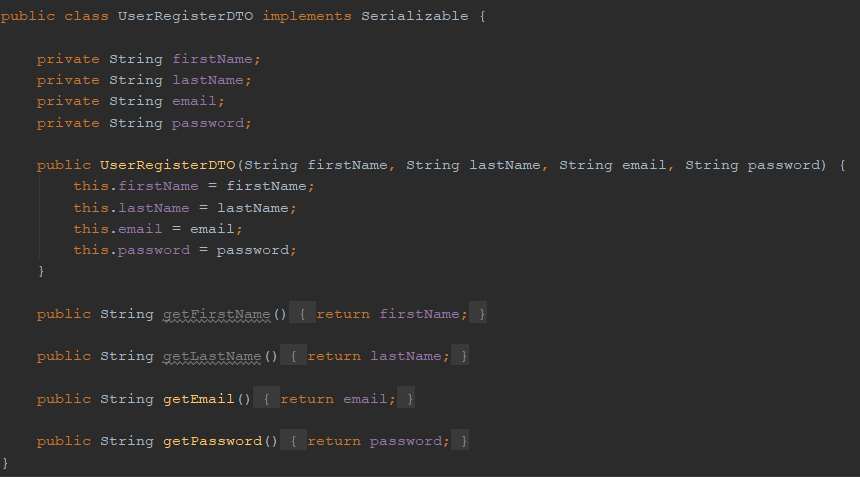 public class UserRegisterDTO implements Serializable {
private String firstName;
private String lastName;
private String email;
private String password;
public UserRegisterDTO(String firstName, String lastName, String email, String password) {
this.firstName = firstName;
this.lastName = lastName;
this.email = email;
this.password = password;
}
public String getFirstName() { return firstName; }
public String getLastName() { return lastName; }
public String getEmail() { return email; }
public String getPassword() { return password; }
}